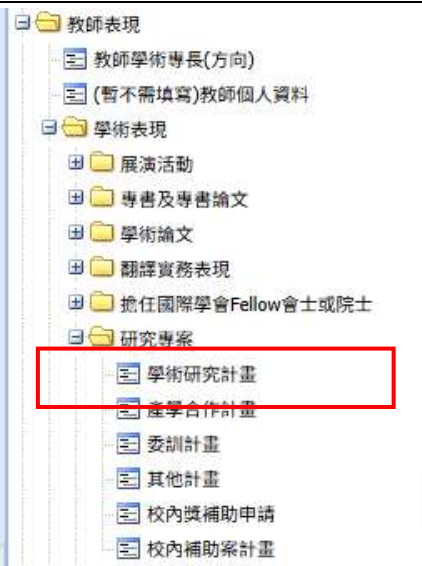 教師表現
教師學術專長(方向)
(暫不需填寫)教師個人資料
學術表現
展演活動
專書及專書論文
學術論文
翻譯實務表現
擔任國際學會Fellow會士或院士
研究專案
學術研究計畫
產學合作計畫
委訓計畫
其他計畫
校內獎補助申請
校內補助案計畫